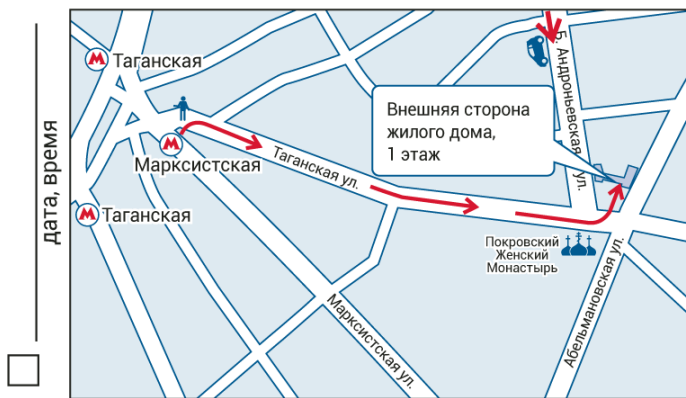 дата, время
М Таганская
М
Марксистская
М Таганская
Таганская ул.
Марксистская ул.
Б. Андроньевская ул.
Внешняя сторона
жилого дома,
1 этаж
Покровский
Женский
Монастырь
Абельмановская ул.